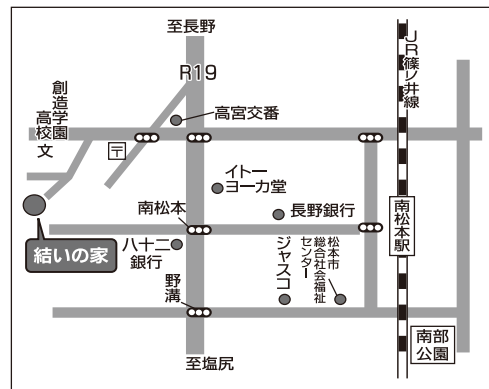 至長野
R19
JR篠ノ井線
高宮交番
創造学園
高校
文
〒
イトー
ヨーカ堂
南松本
長野銀行
南松本駅
結いの家
八十二
銀行
松本市
総合社会福祉
センター
ジャスコ
野溝
南部
公園
至塩尻